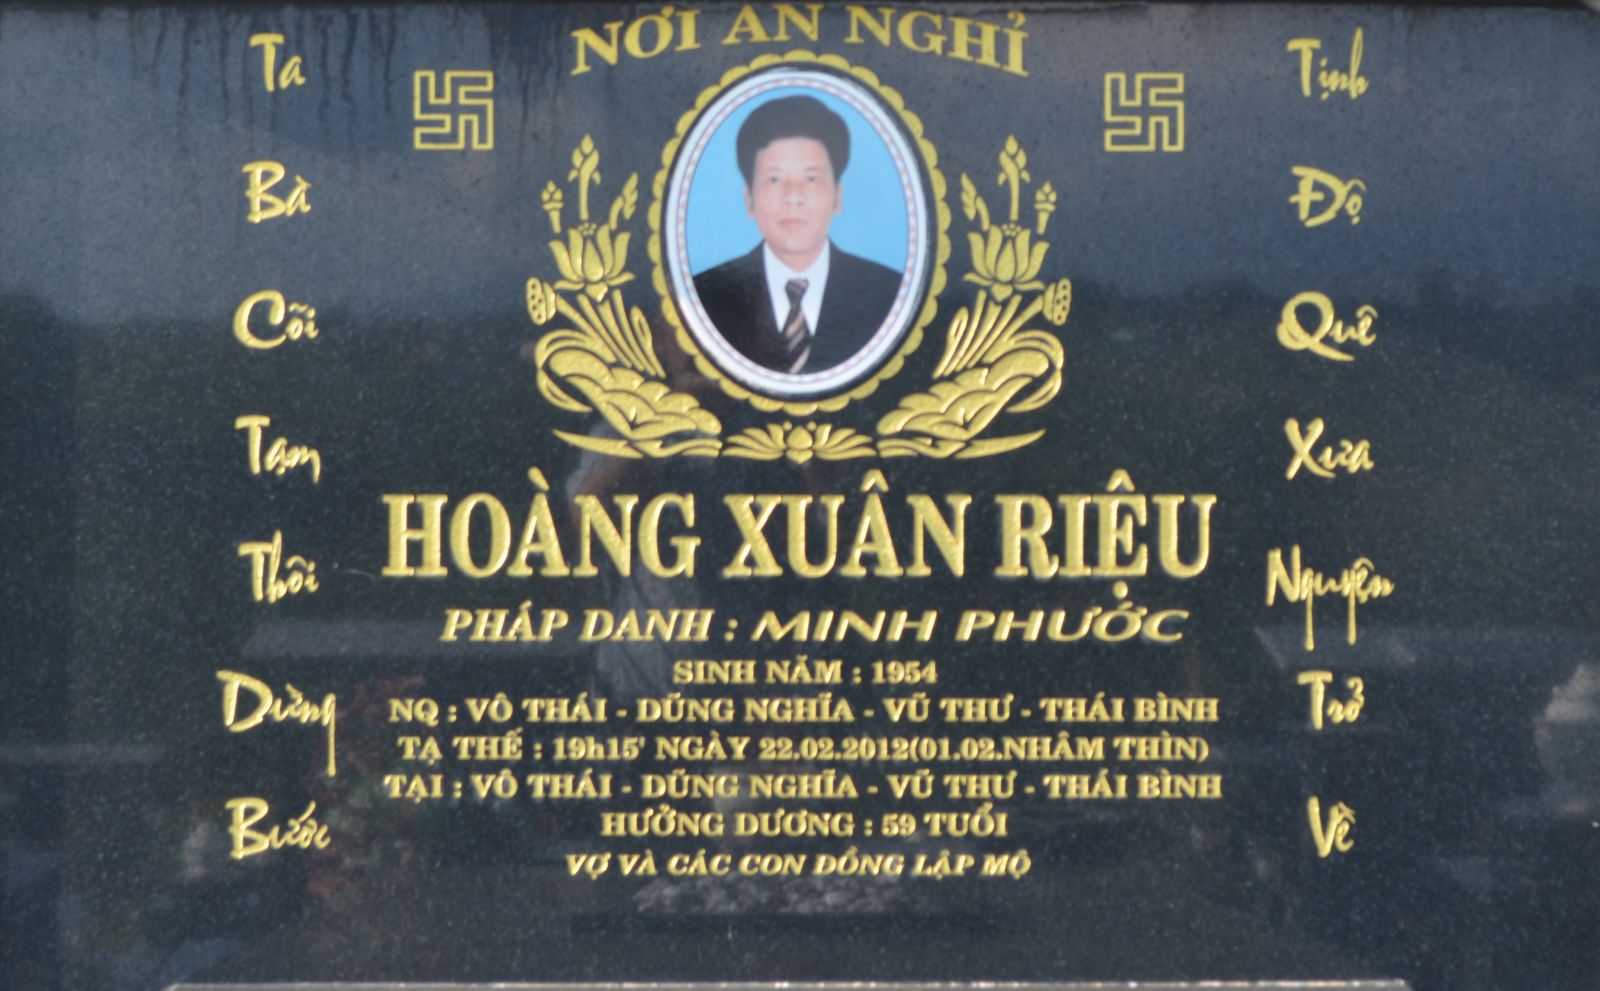 NƠI AN NGHỈ
Ta
Bà
Cõi
Tạm
Thôi
Dừng
Bước
HOÀNG XUÂN RIỆU
PHÁP DANH : MINH PHƯỚC
SINH NĂM : 1954
NQ : VÔ THÁI - DŨNG NGHĨA - VŨ THƯ - THÁI BÌNH
TẠ THẾ : 19h15' NGÀY 22.02.2012(01.02.NHÂM THÌN)
TẠI : VÔ THÁI - DŨNG NGHĨA - VŨ THƯ - THÁI BÌNH
HƯỞNG DƯƠNG : 59 TUỔI
VỢ VÀ CÁC CON ĐỒNG LẬP MỘ
Tịnh
Độ
Quê
Xưa
Nguyện
Trở
Về